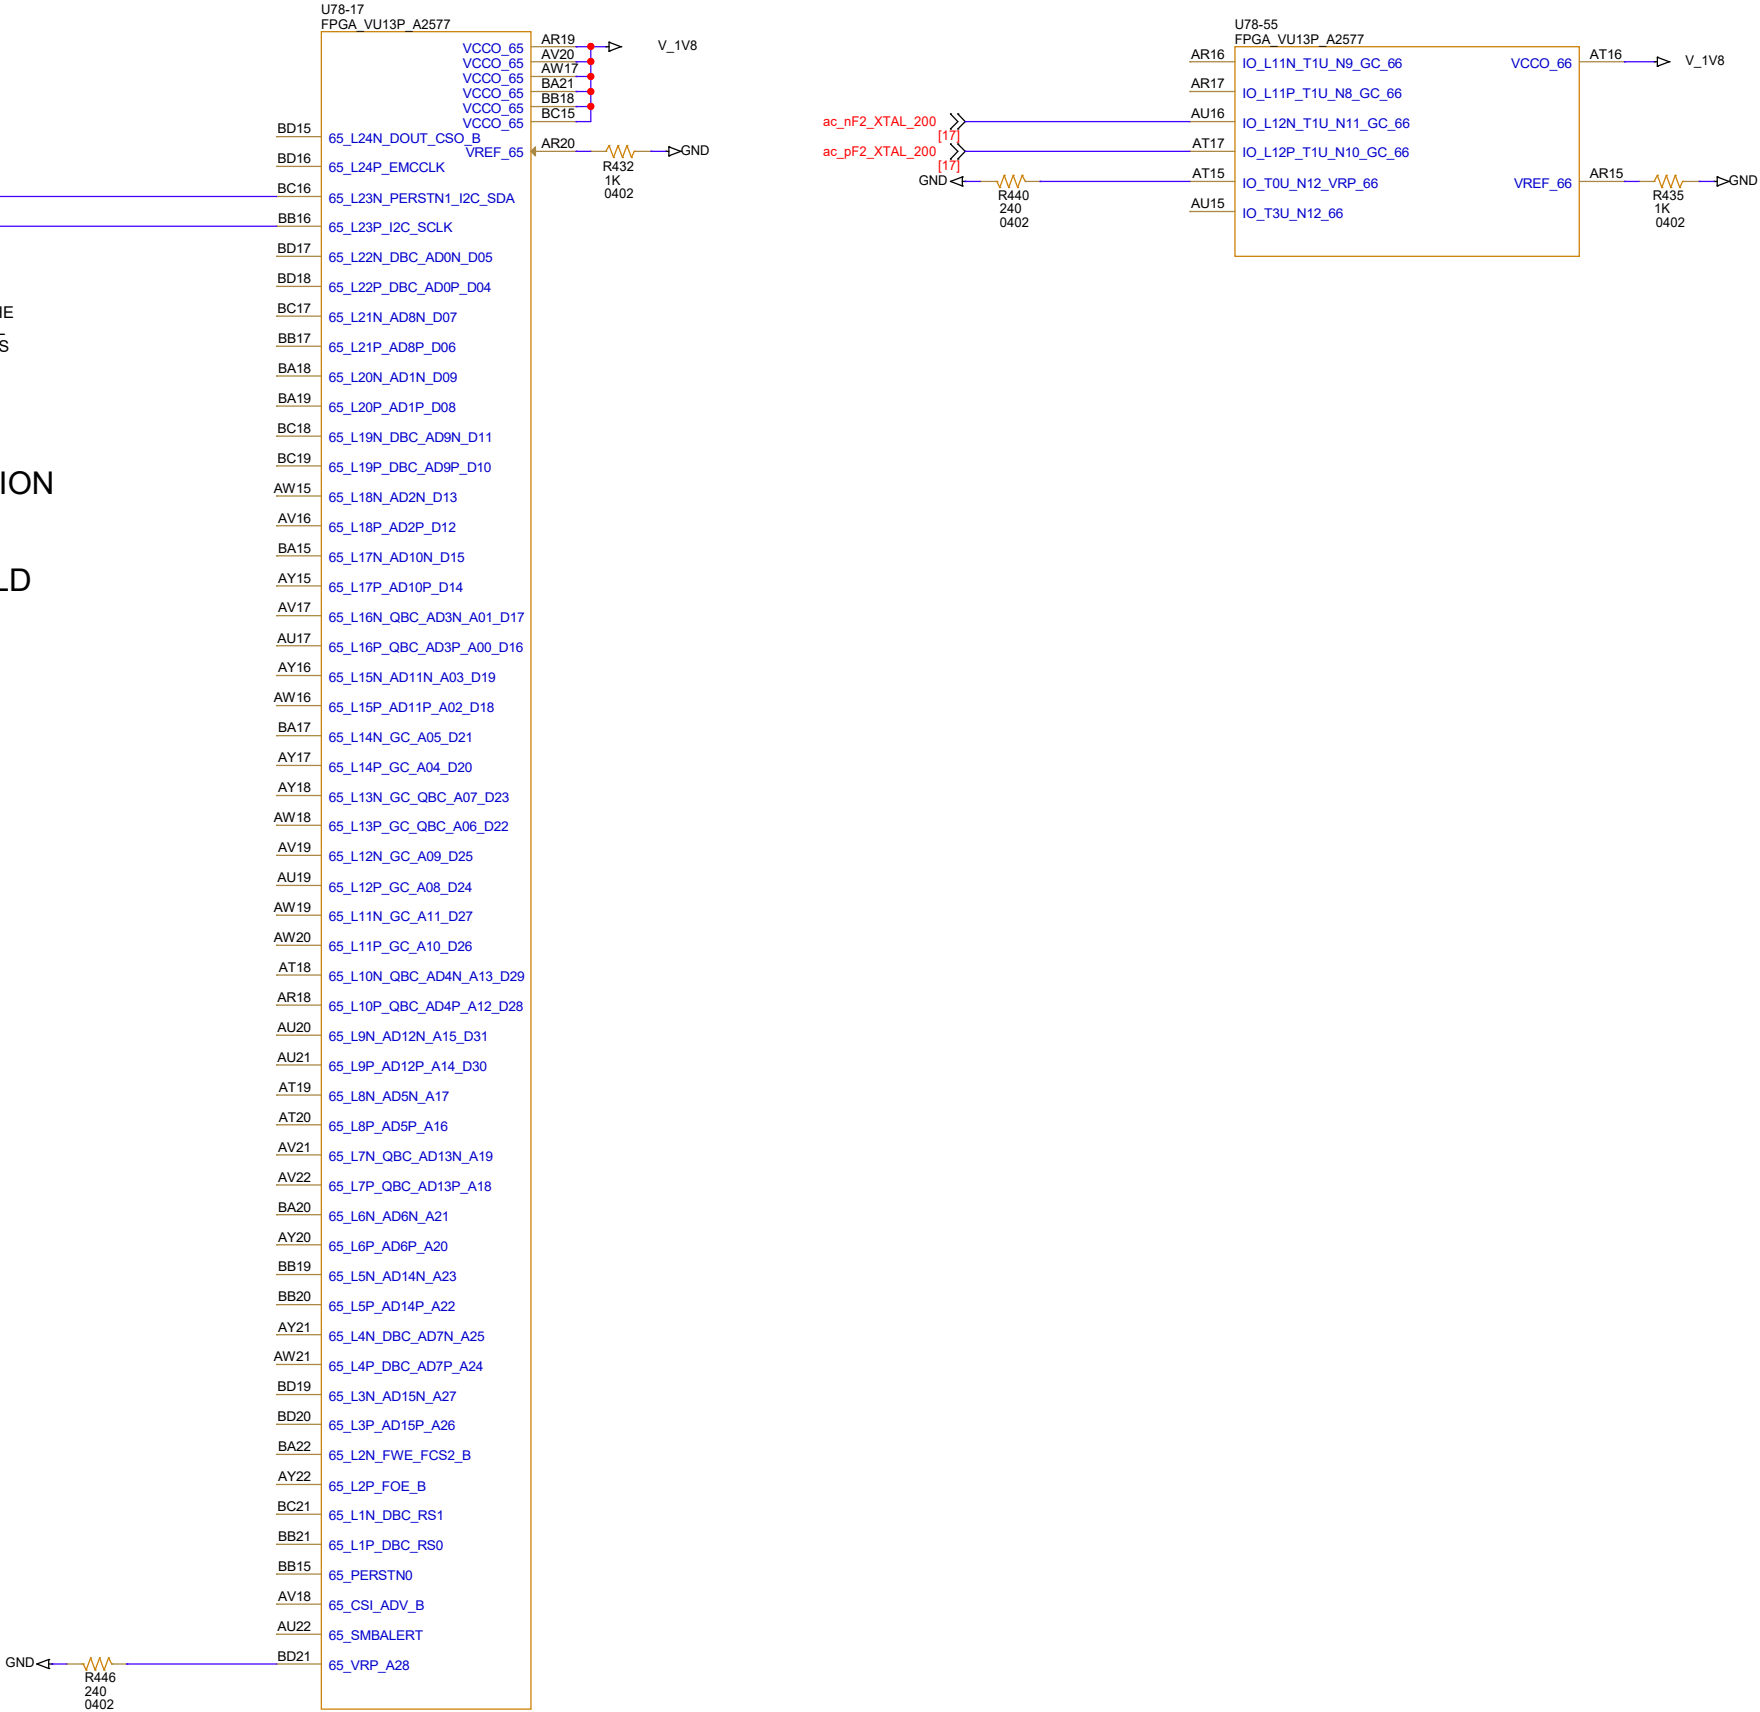 U78-17
FPGA_VU13P_A2577
VCCO_65 AR19 V_1V8
VCCO_65 AV20
VCCO_65 AW17
VCCO_65 BA21
VCCO_65 BB18
VCCO_65 BC15
BD15 65_L24N_DOUT_CSO_B
VREF_65 AR20 GND
R432
1K
0402
BD16 65_L24P_EMCCLK
BC16 65_L23N_PERSTN1_I2C_SDA
BB16 65_L23P_I2C_SCLK
BD17 65_L22N_DBC_AD0N_D05
BD18 65_L22P_DBC_AD0P_D04
BC17 65_L21N_AD8N_D07
BB17 65_L21P_AD8P_D06
BA18 65_L20N_AD1N_D09
BA19 65_L20P_AD1P_D08
BC18 65_L19N_DBC_AD9N_D11
BC19 65_L19P_DBC_AD9P_D10
AW15 65_L18N_AD2N_D13
AV16 65_L18P_AD2P_D12
BA15 65_L17N_AD10N_D15
AY15 65_L17P_AD10P_D14
AV17 65_L16N_QBC_AD3N_A01_D17
AU17 65_L16P_QBC_AD3P_A00_D16
AY16 65_L15N_AD11N_A03_D19
AW16 65_L15P_AD11P_A02_D18
BA17 65_L14N_GC_A05_D21
AY17 65_L14P_GC_A04_D20
AY18 65_L13N_GC_QBC_A07_D23
AW18 65_L13P_GC_QBC_A06_D22
AV19 65_L12N_GC_A09_D25
AU19 65_L12P_GC_A08_D24
AW19 65_L11N_GC_A11_D27
AW20 65_L11P_GC_A10_D26
AT18 65_L10N_QBC_AD4N_A13_D29
AR18 65_L10P_QBC_AD4P_A12_D28
AU20 65_L9N_AD12N_A15_D31
AU21 65_L9P_AD12P_A14_D30
AT19 65_L8N_AD5N_A17
AT20 65_L8P_AD5P_A16
AV21 65_L7N_QBC_AD13N_A19
AV22 65_L7P_QBC_AD13P_A18
BA20 65_L6N_AD6N_A21
AY20 65_L6P_AD6P_A20
BB19 65_L5N_AD14N_A23
BB20 65_L5P_AD14P_A22
AY21 65_L4N_DBC_AD7N_A25
AW21 65_L4P_DBC_AD7P_A24
BD19 65_L3N_AD15N_A27
BD20 65_L3P_AD15P_A26
BA22 65_L2N_FWE_FCS2_B
AY22 65_L2P_FOE_B
BC21 65_L1N_DBC_RS1
BB21 65_L1P_DBC_RS0
BB15 65_PERSTN0
AV18 65_CSI_ADV_B
AU22 65_SMBALERT
GND BD21 65_VRP_A28
R446
240
0402
ION
LD
U78-55
FPGA_VU13P_A2577
AR16 IO_L11N_T1U_N9_GC_66 VCCO_66 AT16 V_1V8
AR17 IO_L11P_T1U_N8_GC_66
ac_nF2_XTAL_200 AU16 IO_L12N_T1U_N11_GC_66
[17]
ac_pF2_XTAL_200 AT17 IO_L12P_T1U_N10_GC_66
[17]
GND AT15 IO_T0U_N12_VRP_66 VREF_66 AR15 GND
R440
240
0402
R435
1K
0402
AU15 IO_T3U_N12_66